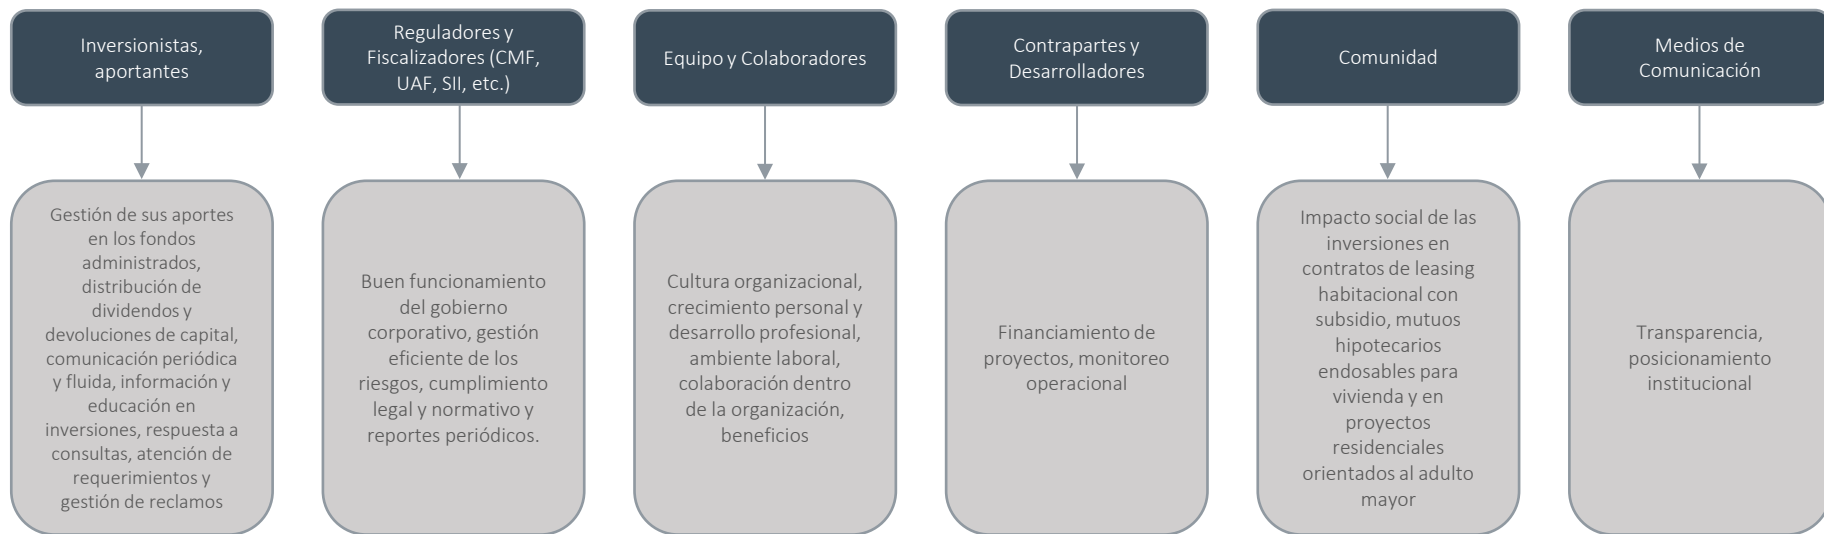 Inversionistas,
aportantes
Reguladores y
Fiscalizadores (CMF,
UAF, SII, etc.)
Equipo y Colaboradores
Contrapartes y
Desarrolladores
Comunidad
Medios de
Comunicación
Gestión de sus aportes
en los fondos
administrados,
distribución de
dividendos y
devoluciones de capital,
comunicación periódica
y fluida, información y
educación en
inversiones, respuesta a
consultas, atención de
requerimientos y
gestión de reclamos
Buen funcionamiento
del gobierno
corporativo, gestión
eficiente de los
riesgos, cumplimiento
legal y normativo y
reportes periódicos.
Cultura organizacional,
crecimiento personal y
desarrollo profesional,
ambiente laboral,
colaboración dentro
de la organización,
beneficios
Financiamiento de
proyectos, monitoreo
operacional
Impacto social de las
inversiones en
contratos de leasing
habitacional con
subsidio, mutuos
hipotecarios
endosables para
vivienda y en
proyectos
residenciales
orientados al adulto
mayor
Transparencia,
posicionamiento
institucional